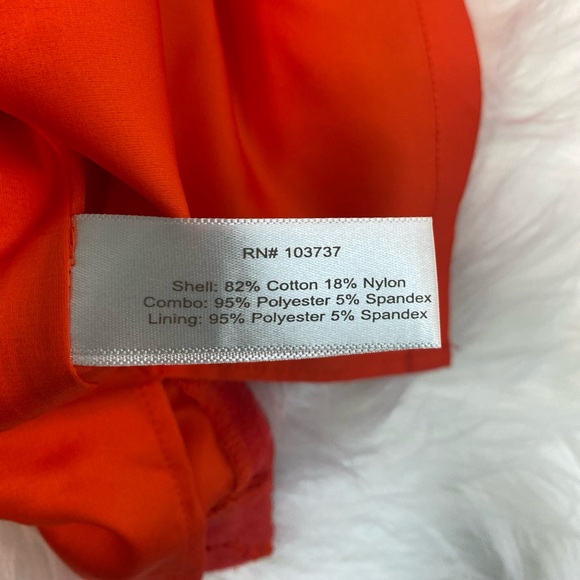 RN# 103737
Shell: 82% Cotton 18% Nylon
Combo: 95% Polyester 5% Spandex
Lining: 95% Polyester 5% Spandex